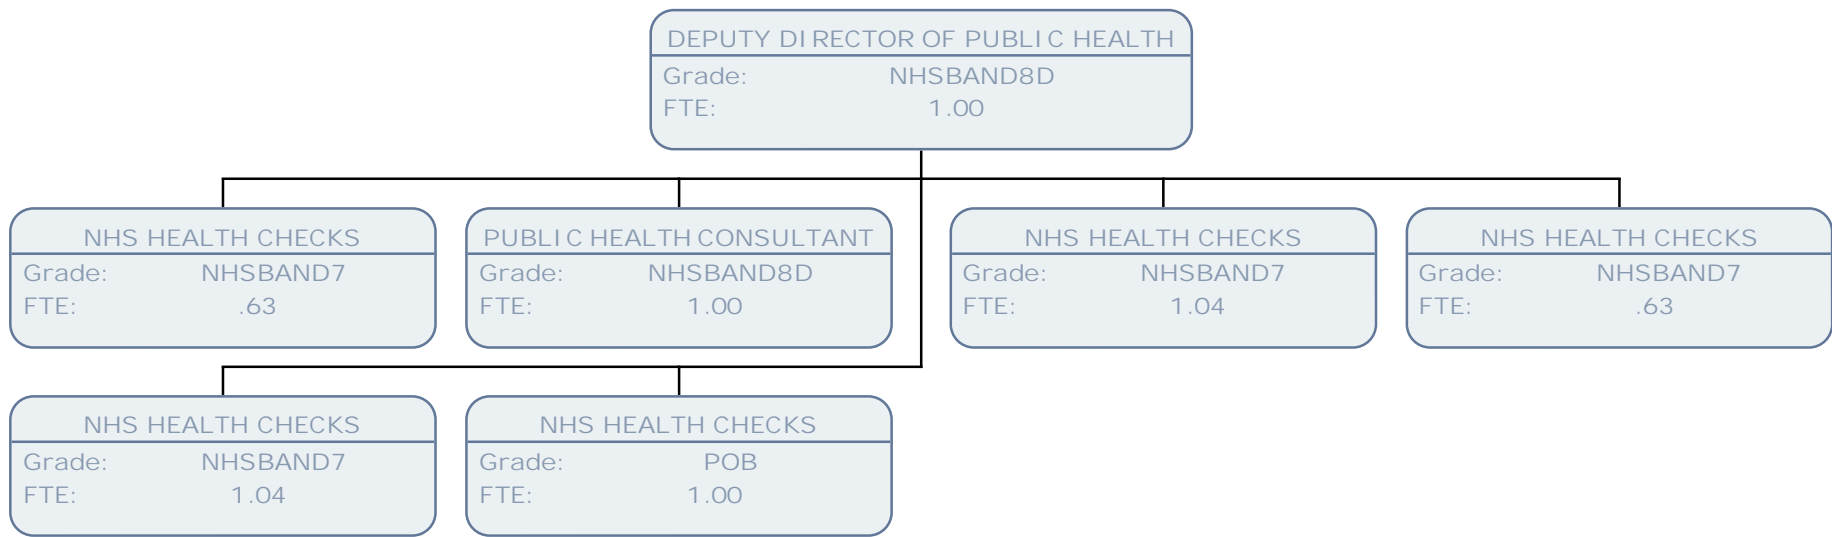 DEPUTY DIRECTOR OF PUBLIC HEALTH
Grade: NHSBAND8D
FTE: 1.00
NHS HEALTH CHECKS
Grade: NHSBAND7
FTE: .63
PUBLIC HEALTH CONSULTANT
Grade: NHSBAND8D
FTE: 1.00
NHS HEALTH CHECKS
Grade: NHSBAND7
FTE: 1.04
NHS HEALTH CHECKS
Grade: NHSBAND7
FTE: .63
NHS HEALTH CHECKS
Grade: NHSBAND7
FTE: 1.04
NHS HEALTH CHECKS
Grade: POB
FTE: 1.00